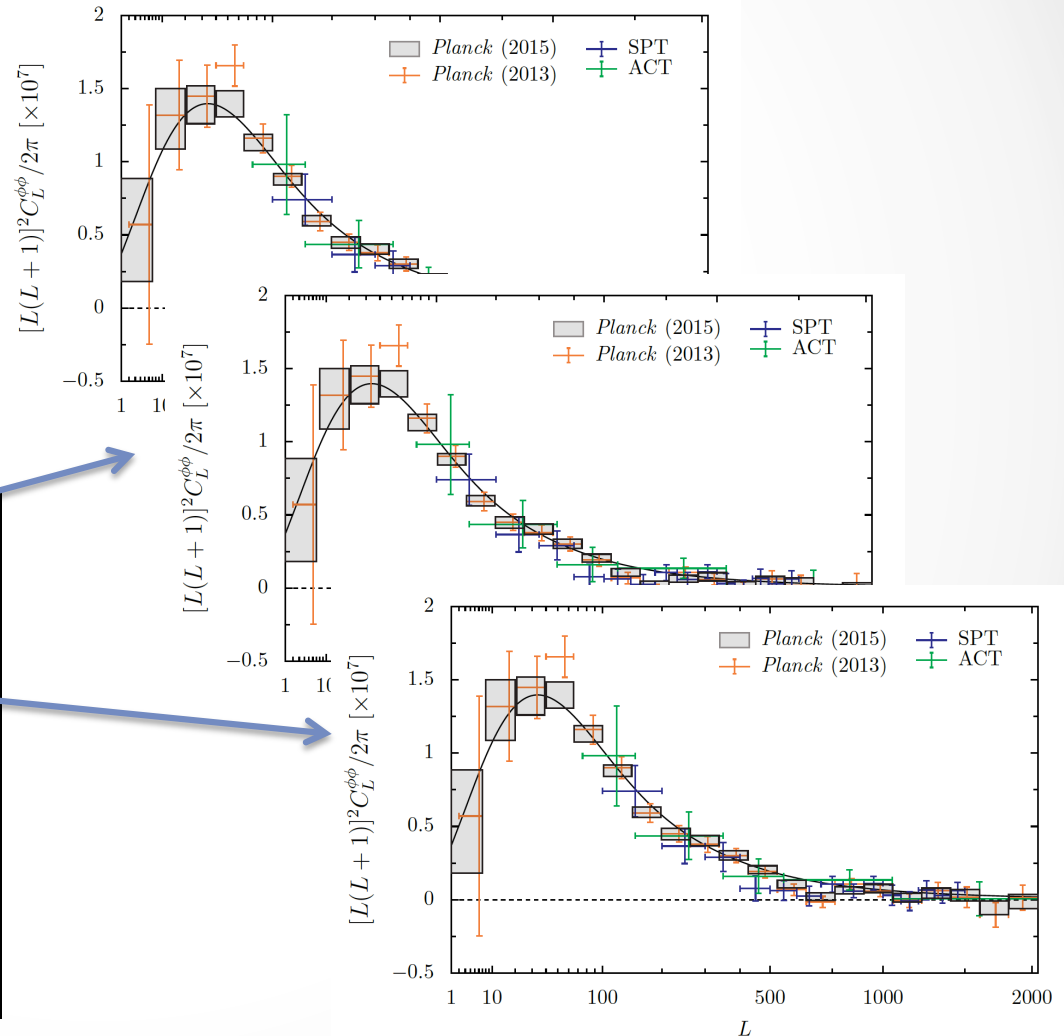 2
1.5
1
0.5
0
−0.5
[L(L + 1)]²C_L^{ϕϕ}/2π [×10⁷]
Planck (2015)
Planck (2013)
SPT
ACT
1
2
1.5
1
0.5
0
−0.5
[L(L + 1)]²C_L^{ϕϕ}/2π [×10⁷]
Planck (2015)
Planck (2013)
SPT
ACT
1
2
1.5
1
0.5
0
−0.5
[L(L + 1)]²C_L^{ϕϕ}/2π [×10⁷]
Planck (2015)
Planck (2013)
SPT
ACT
1 10 100 500 1000 2000
L